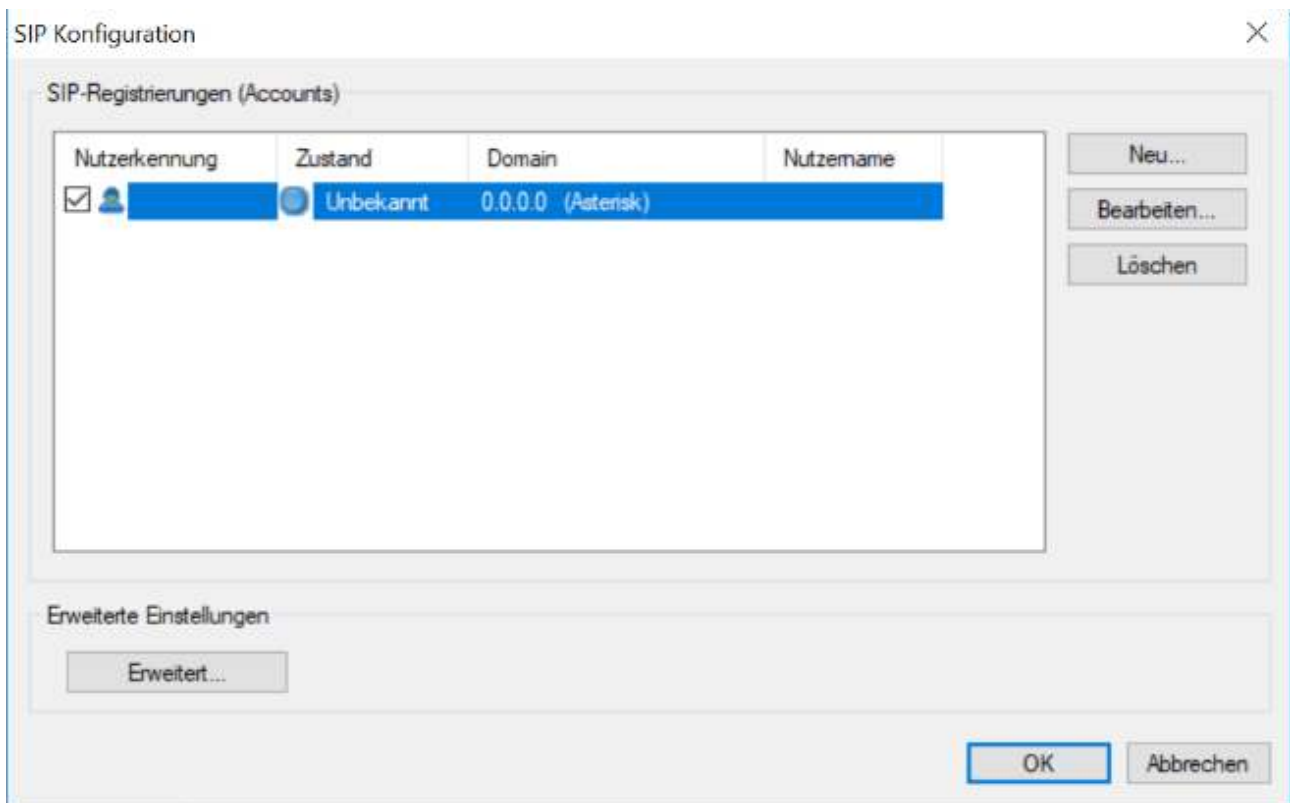 SIP Konfiguration
SIP-Registrierungen (Accounts)
Nutzerkennung Zustand Domain Nutzername
Unbekannt 0.0.0.0 (Asterisk)
Neu...
Bearbeiten...
Löschen
Erweiterte Einstellungen
Erweitert...
OK Abbrechen